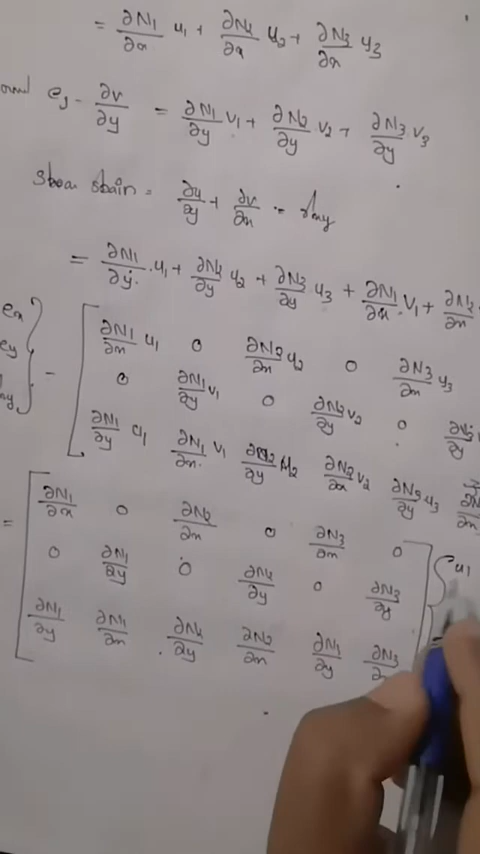 = ∂N1/∂x u1 + ∂N2/∂x u2 + ∂N3/∂x u3
ey = ∂v/∂y = ∂N1/∂y v1 + ∂N2/∂y v2 + ∂N3/∂y v3
Shear strain = ∂u/∂y + ∂v/∂x = γxy
= ∂N1/∂y u1 + ∂N2/∂y u2 + ∂N3/∂y u3 + ∂N1/∂x v1 + ∂N2/∂x
ex ∂N1/∂x u1 0 ∂N2/∂x u2 0 ∂N3/∂x u3
ey = 0 ∂N1/∂y v1 0 ∂N2/∂y v2 0
xy ∂N1/∂y u1 ∂N1/∂x v1 ∂N2/∂y u2 ∂N2/∂x v2 ∂N3/∂y u3
= ∂N1/∂x 0 ∂N2/∂x 0 ∂N3/∂x 0 u1
0 ∂N1/∂y 0 ∂N2/∂y 0 ∂N3/∂y
∂N1/∂y ∂N1/∂x ∂N2/∂y ∂N2/∂x ∂N1/∂y ∂N3